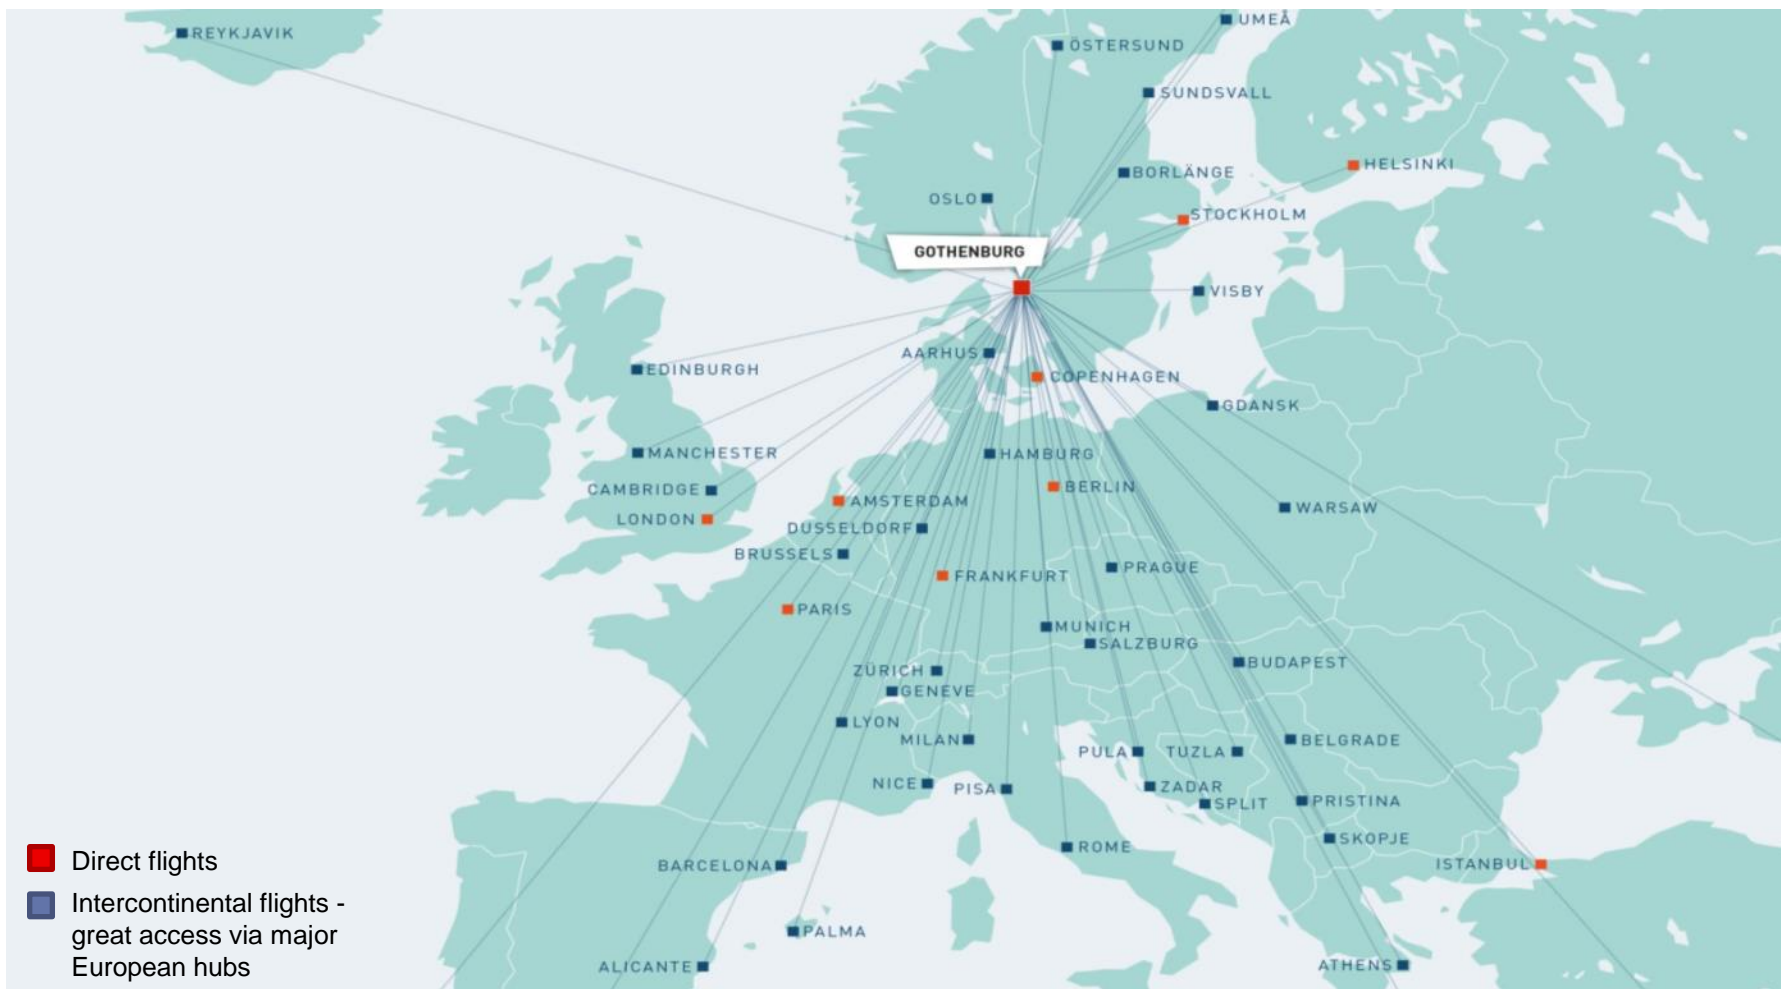 UMEÅ
REYKJAVIK
ÖSTERSUND
SUNDSVALL
HELSINKI
BORLÄNGE
OSLO
STOCKHOLM
GOTHENBURG
VISBY
AARHUS
EDINBURGH
COPENHAGEN
GDANSK
MANCHESTER
HAMBURG
CAMBRIDGE
BERLIN
AMSTERDAM
WARSAW
LONDON
DUSSELDORF
BRUSSELS
PRAGUE
FRANKFURT
PARIS
MUNICH
SALZBURG
BUDAPEST
ZÜRICH
GENEVE
LYON
MILAN
BELGRADE
PULA
TUZLA
NICE
PISA
ZADAR
SPLIT
PRISTINA
SKOPJE
ROME
ISTANBUL
BARCELONA
PALMA
ALICANTE
ATHENS
Direct flights
Intercontinental flights -
great access via major
European hubs